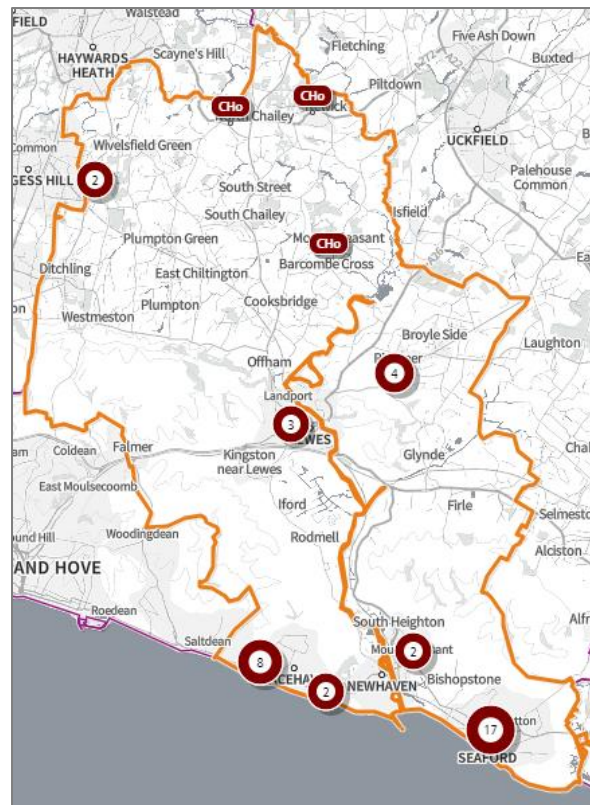 FIELD
Walstead
HAYWARDS
HEATH
Scayne's Hill
Fletching
Five Ash Down
Buxted
A272
Piltdown
CHo
CHo
North Chailey
UCKFIELD
Common
Wivelsfield Green
GESS HILL
2
Palehouse
Common
South Street
South Chailey
Isfield
CHo
Barcombe Cross
Plumpton Green
East Chiltington
Ditchling
Cooksbridge
Plumpton
Westmeston
Broyle Side
Laughton
Offham
4
Landport
3
LEWES
Coldean
Falmer
Kingston
near Lewes
Glynde
East Moulsecoomb
Iford
Firle
Selmeston
Woodingdean
Rodmell
Alciston
AND HOVE
Roedean
South Heighton
Saltdean
2
8
Bishopstone
2
NEWHAVEN
17
SEAFORD